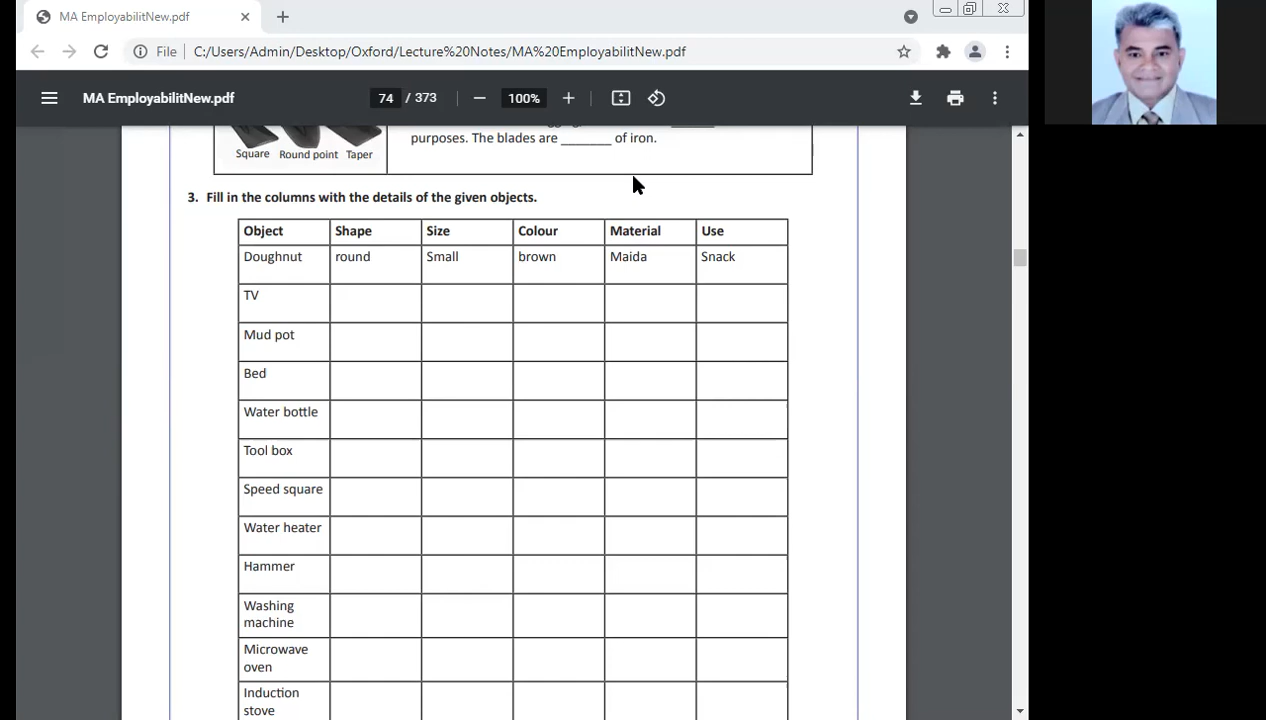 MA EmployabilitNew.pdf
File C:/Users/Admin/Desktop/Oxford/Lecture%20Notes/MA%20EmployabilitNew.pdf
MA EmployabilitNew.pdf 74 / 373 100%
purposes. The blades are ________ of iron.
Square Round point Taper
3. Fill in the columns with the details of the given objects.
Object Shape Size Colour Material Use
Doughnut round Small brown Maida Snack
TV
Mud pot
Bed
Water bottle
Tool box
Speed square
Water heater
Hammer
Washing
machine
Microwave
oven
Induction
stove